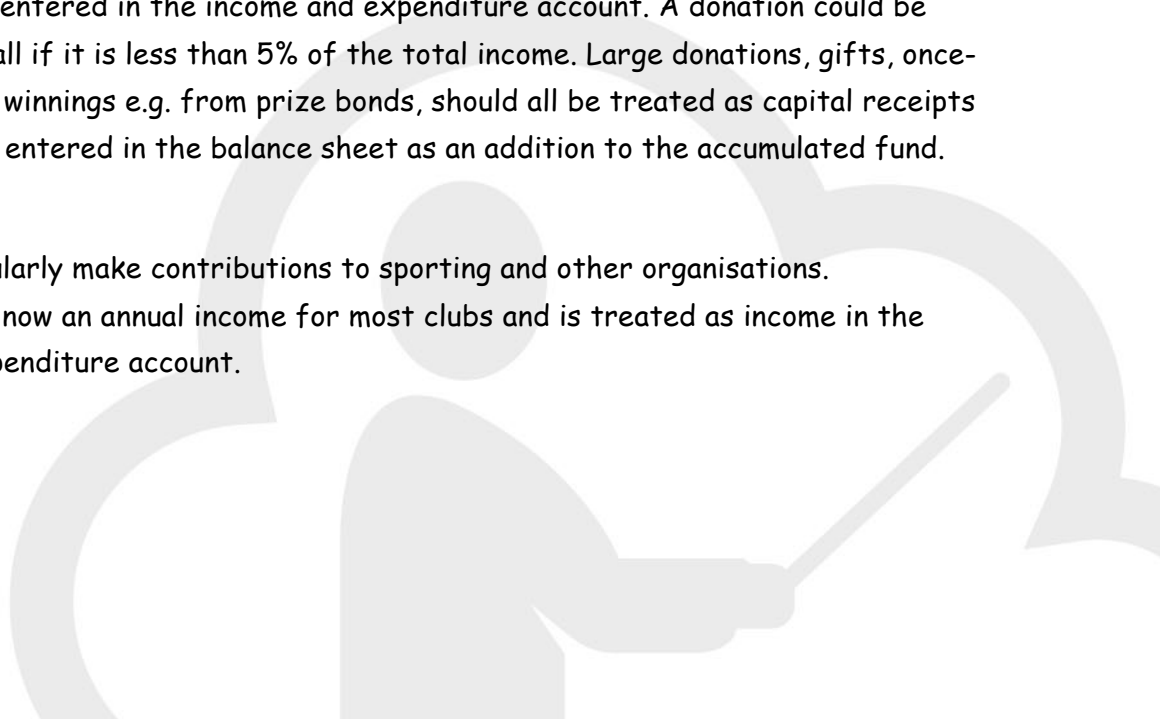 entered in the income and expenditure account. A donation could be
all if it is less than 5% of the total income. Large donations, gifts, once-
winnings e.g. from prize bonds, should all be treated as capital receipts
entered in the balance sheet as an addition to the accumulated fund.
larly make contributions to sporting and other organisations.
now an annual income for most clubs and is treated as income in the
penditure account.